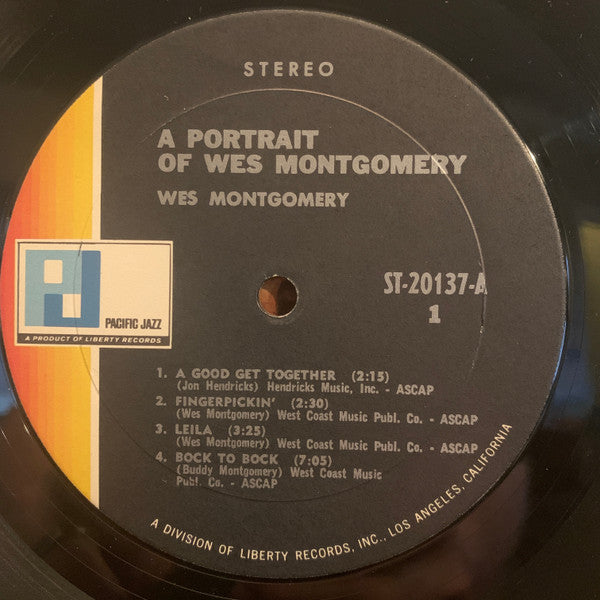 STEREO
A PORTRAIT
OF WES MONTGOMERY
WES MONTGOMERY
PJ
PACIFIC JAZZ
A PRODUCT OF LIBERTY RECORDS
ST-20137-A
1
1. A GOOD GET TOGETHER (2:15)
(Jon Hendricks) Hendricks Music, Inc. - ASCAP
2. FINGERPICKIN' (2:30)
(Wes Montgomery) West Coast Music Publ. Co. - ASCAP
3. LEILA (3:25)
(Wes Montgomery) West Coast Music Publ. Co. - ASCAP
4. BOCK TO BOCK (7:05)
(Buddy Montgomery) West Coast Music
Publ. Co. - ASCAP
A DIVISION OF LIBERTY RECORDS, INC., LOS ANGELES, CALIFORNIA